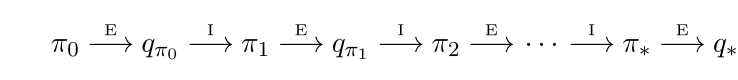 π₀ —E→ q_π₀ —I→ π₁ —E→ q_π₁ —I→ π₂ —E→ ⋯ —I→ π_* —E→ q_*